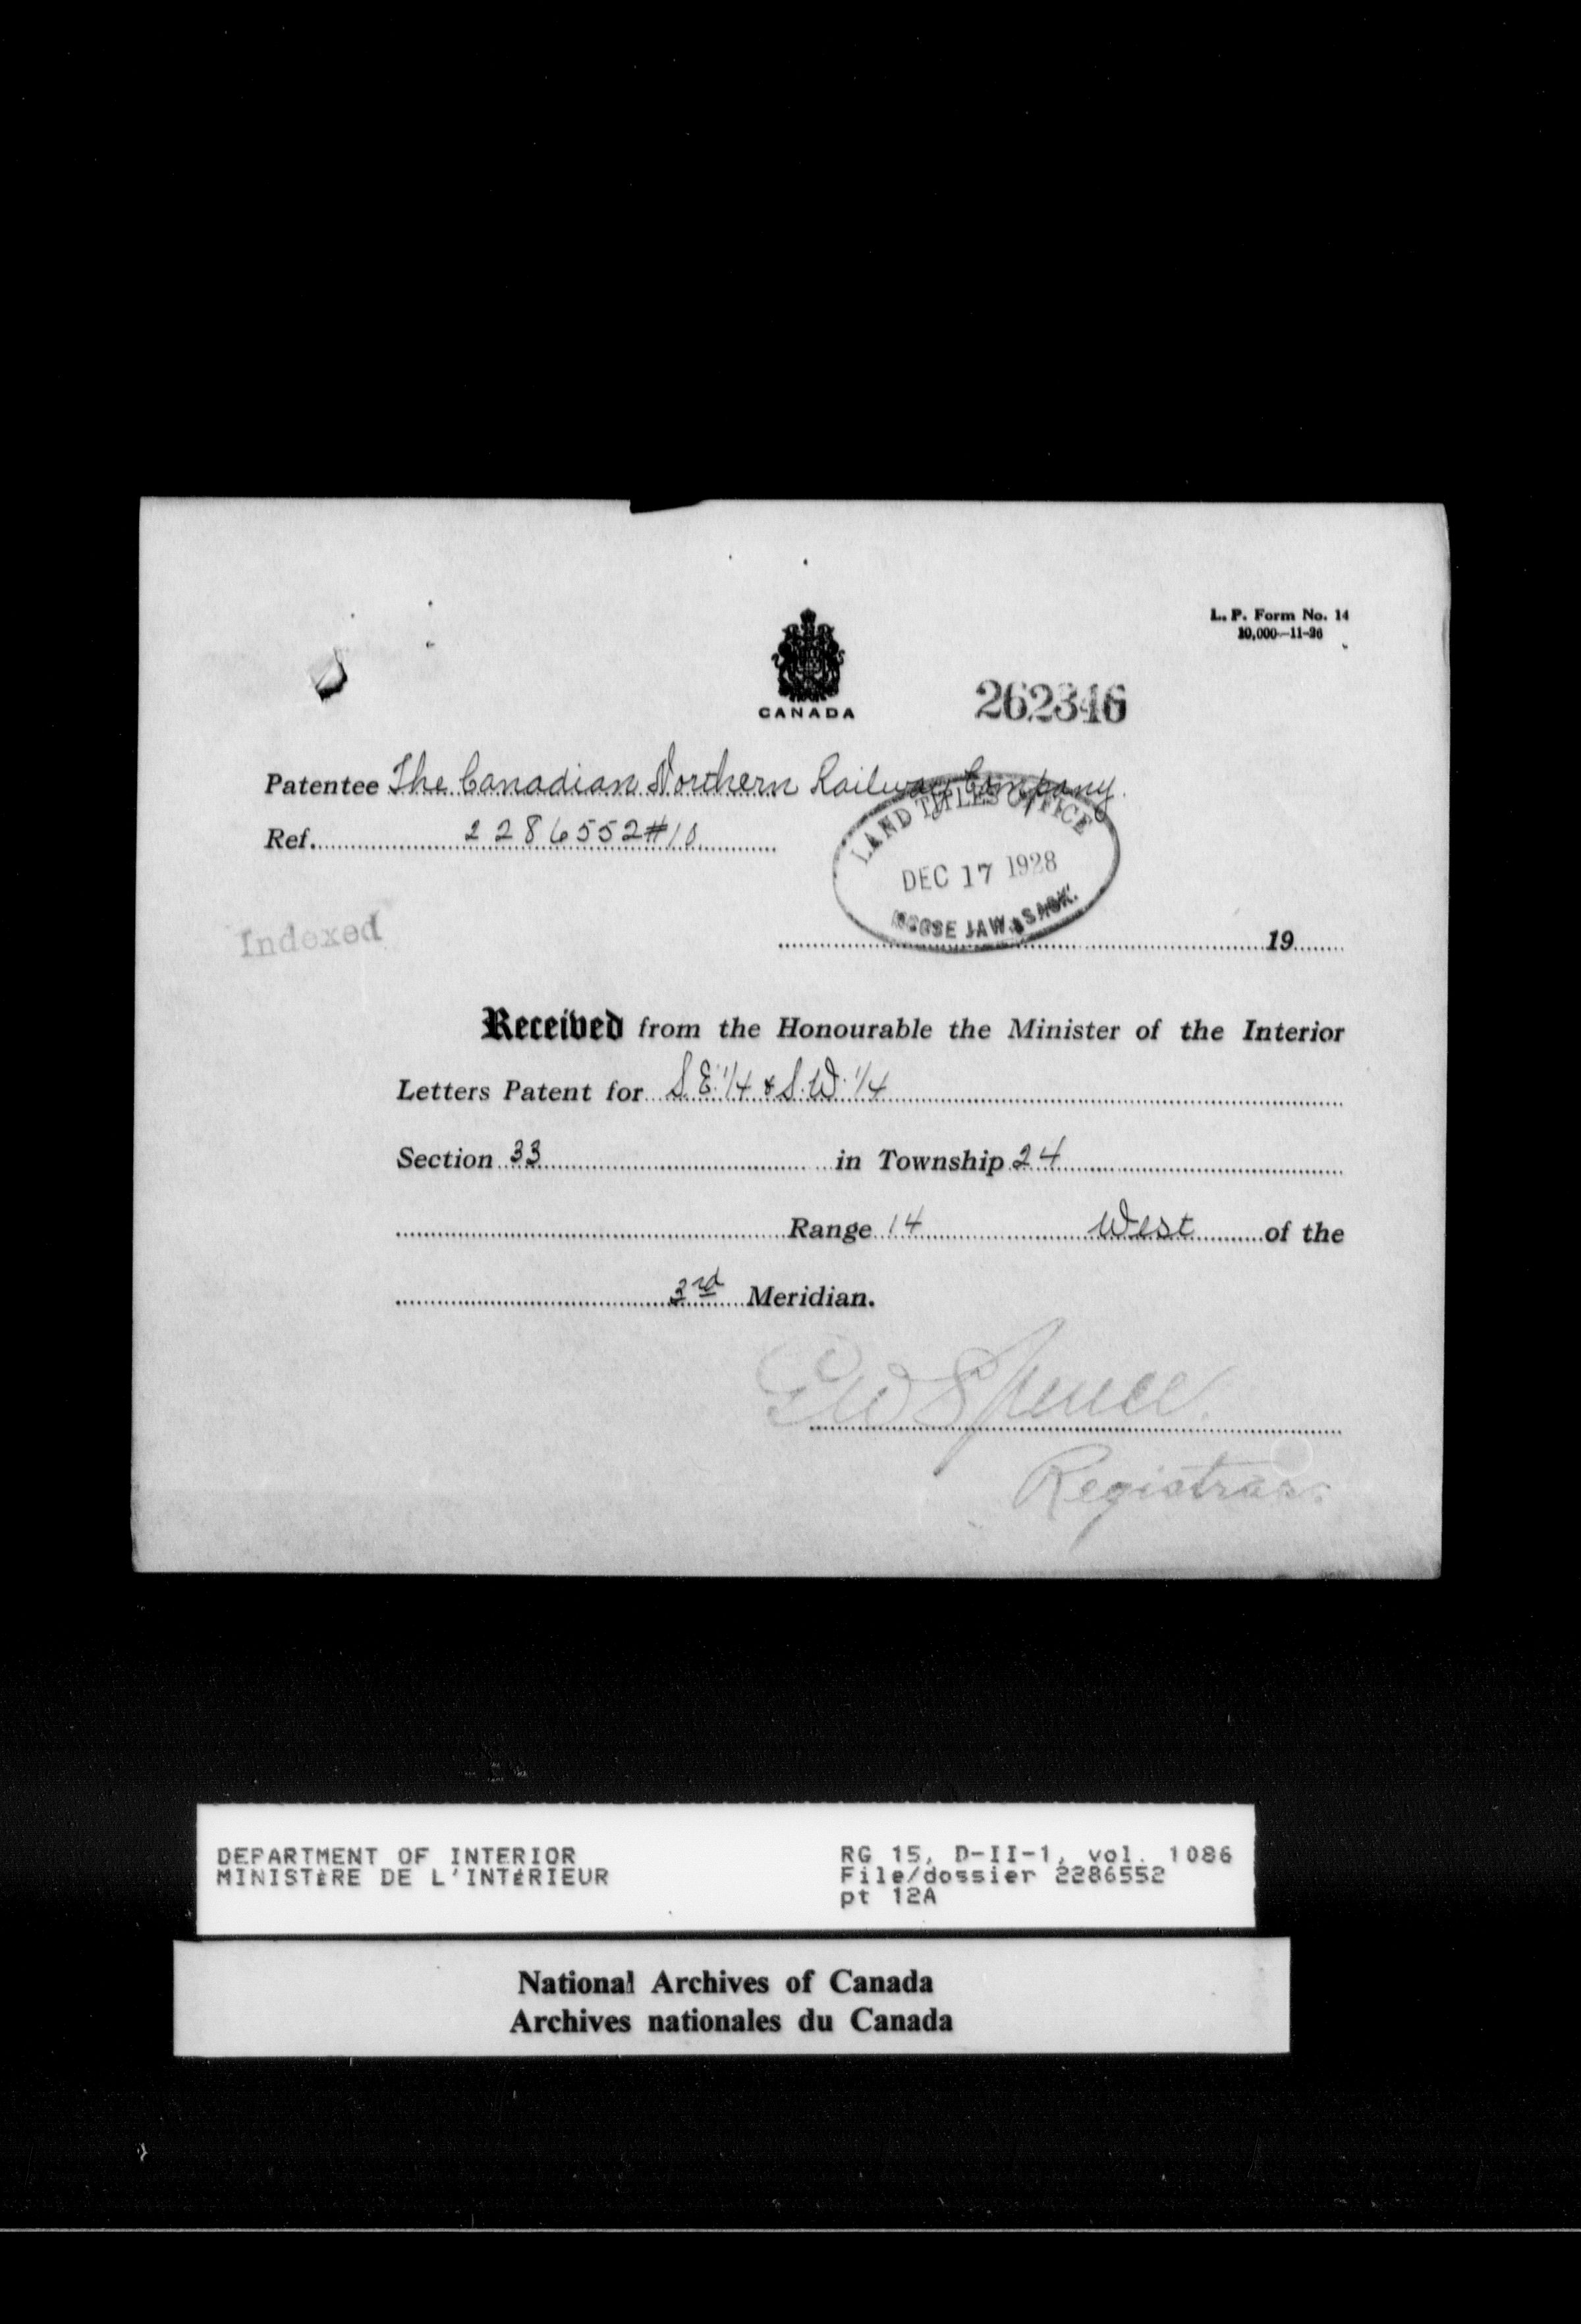 L. P. Form No. 14
10,000—11-26
CANADA
262346
Patentee The Canadian Northern Railway Company.
Ref. 2286552#10
LAND TITLES OFFICE
DEC 17 1928
MOOSE JAW, SASK.
Indexed
19
Received from the Honourable the Minister of the Interior
Letters Patent for S.E. 1/4 & S.W. 1/4
Section 33 in Township 24
Range 14 West of the
3rd Meridian.
G W Spence.
Registrar.
DEPARTMENT OF INTERIOR
MINISTÈRE DE L'INTÉRIEUR
RG 15, D-II-1, vol. 1086
File/dossier 2286552
pt 12A
National Archives of Canada
Archives nationales du Canada